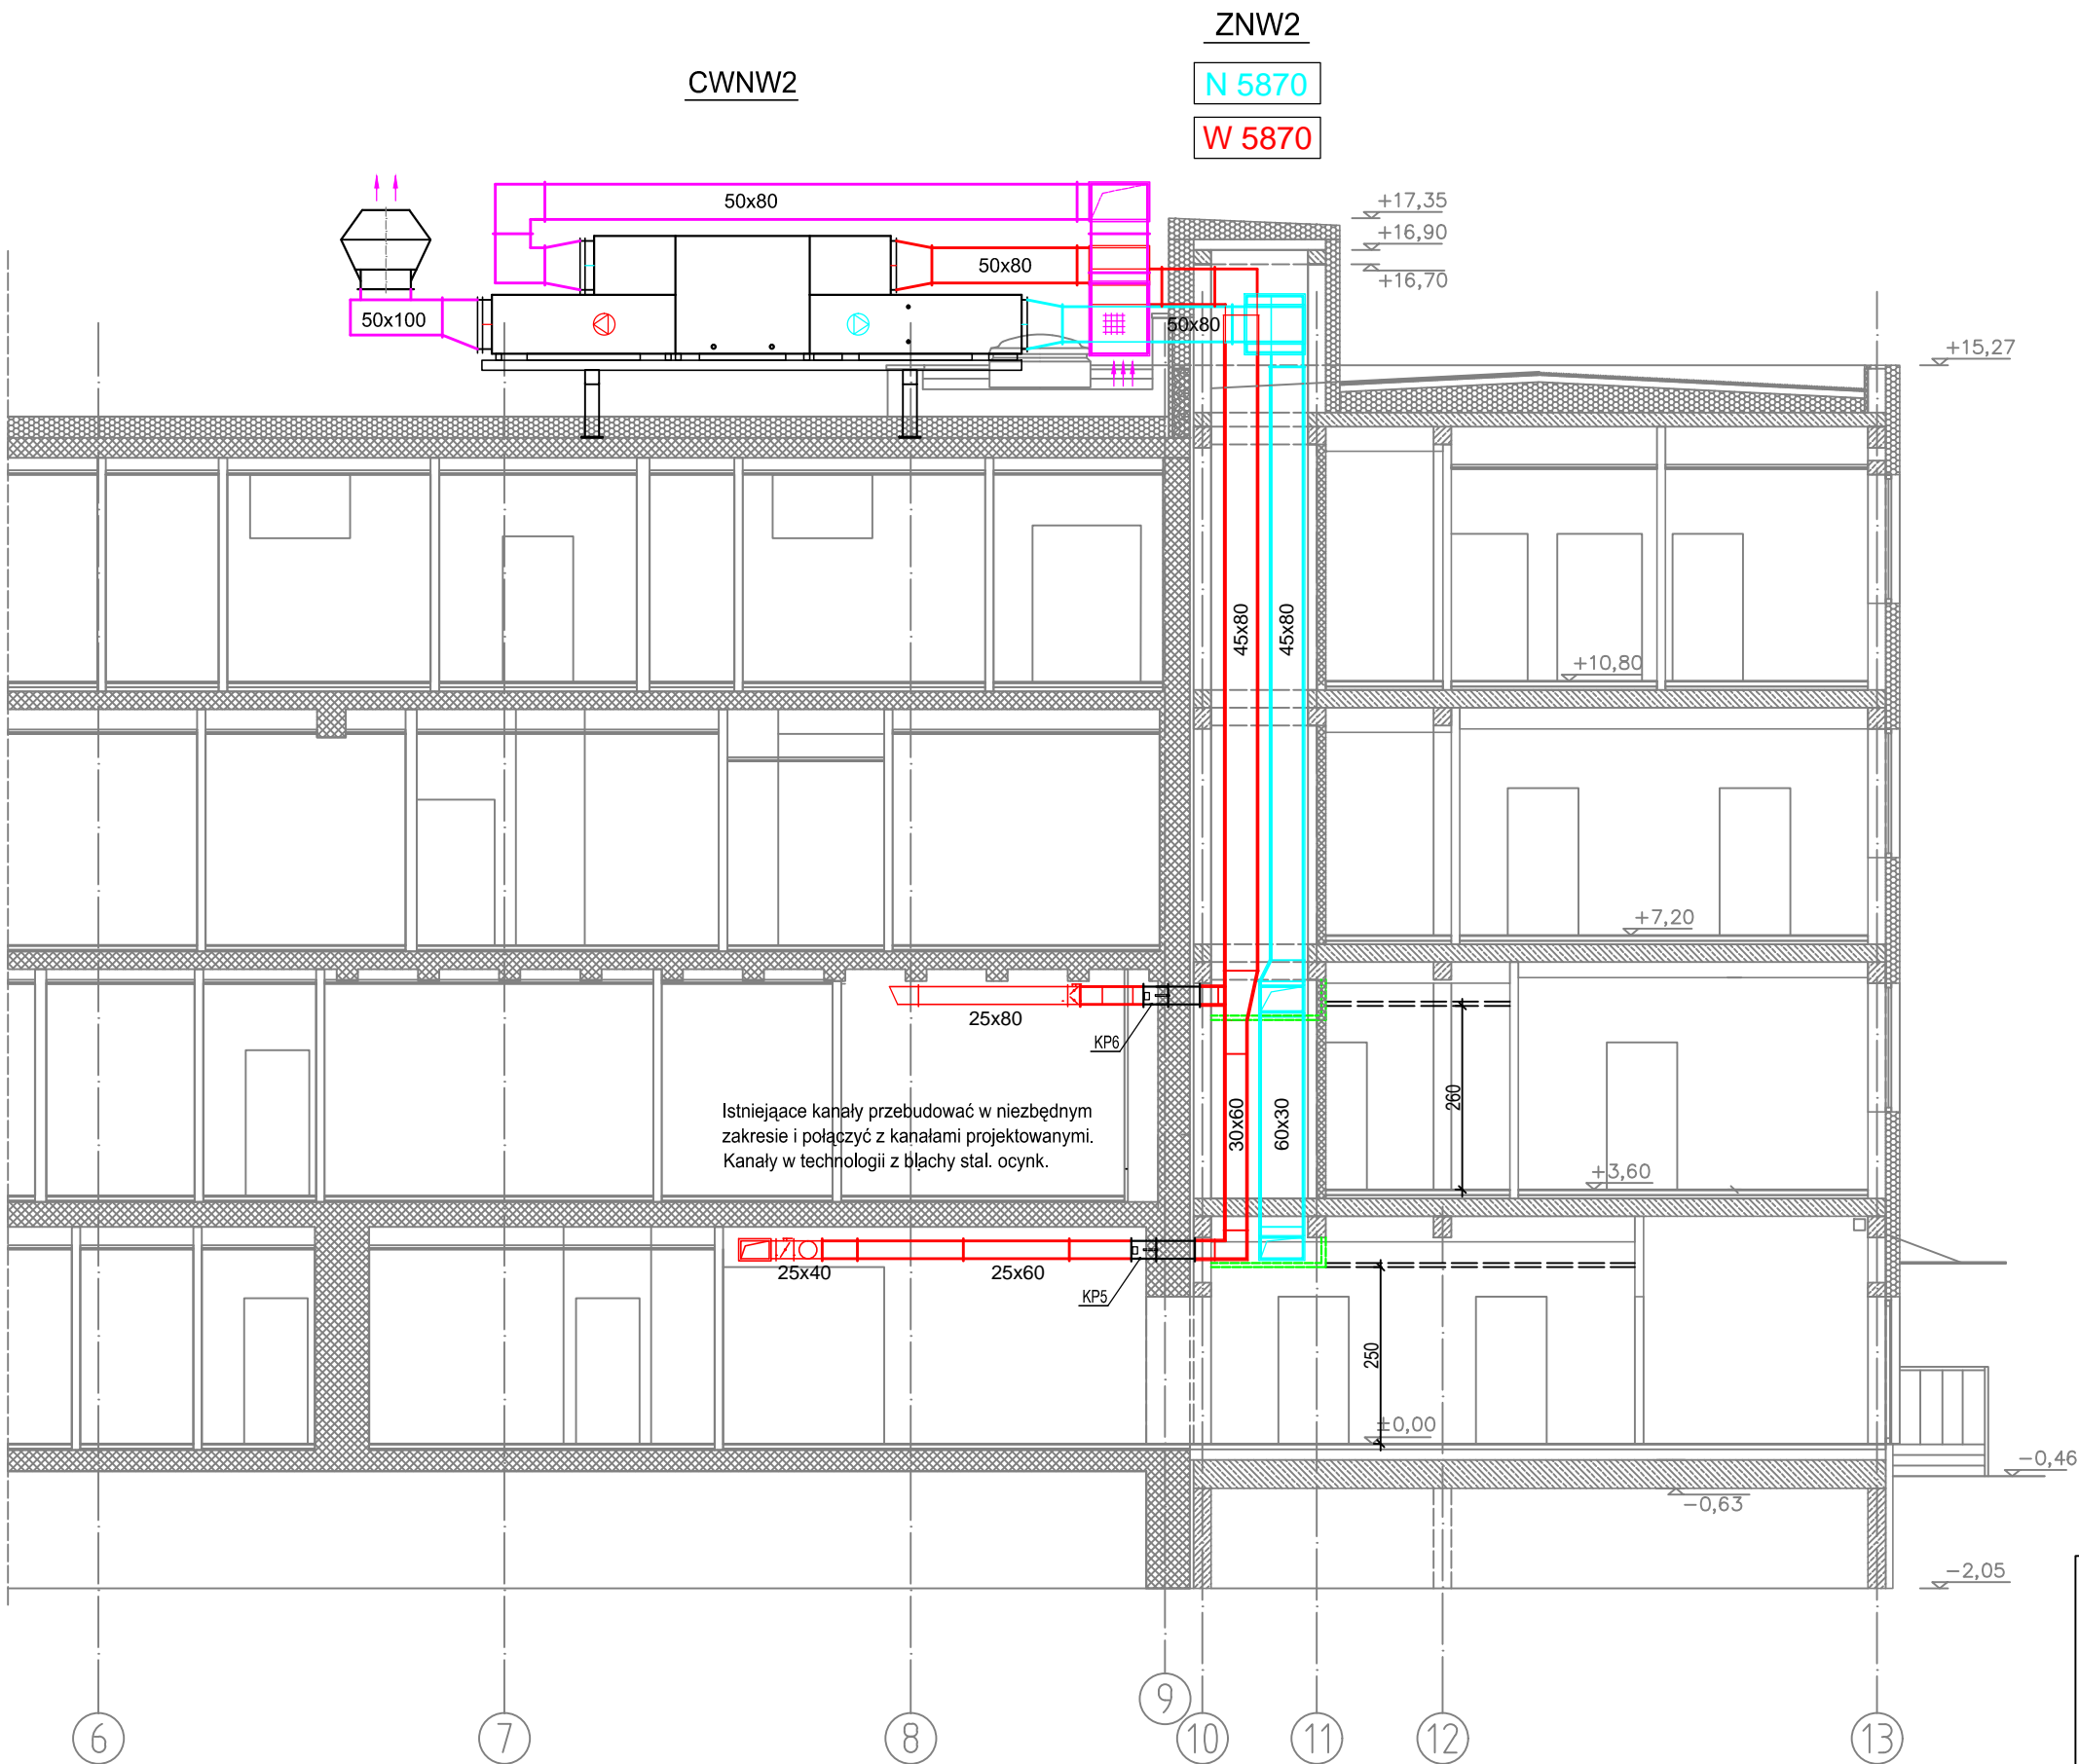 ZNW2
CWNW2
N 5870
W 5870
50x80
+17,35
+16,90
+16,70
50x80
50x100
50x80
+15,27
45x80
45x80
+10,80
+7,20
25x80
KP6
260
Istniejaące kanały przebudować w niezbędnym
zakresie i połączyć z kanałami projektowanymi.
Kanały w technologii z blachy stal. ocynk.
30x60
60x30
+3,60
25x40
25x60
KP5
250
±0,00
-0,46
-0,63
-2,05
6
7
8
9
10
11
12
13